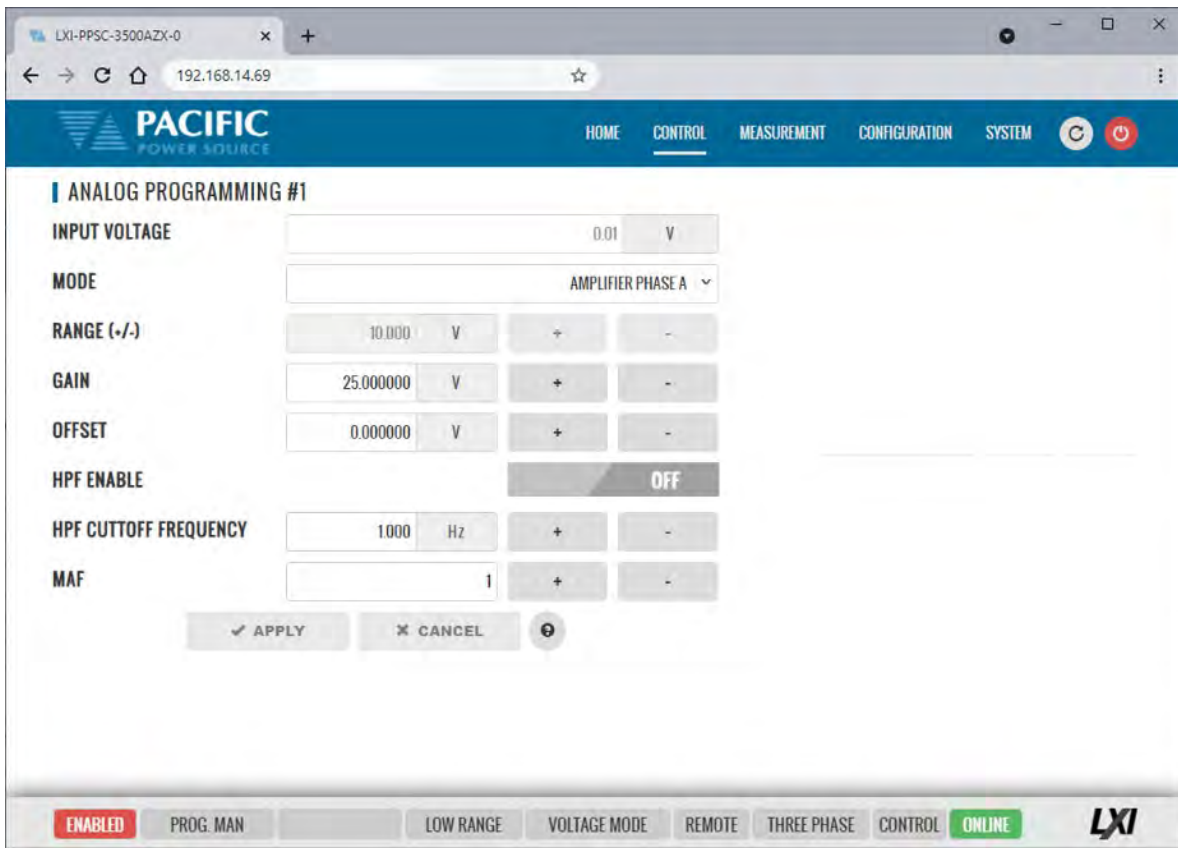 LXI-PPSC-3500AZX-0
192.168.14.69
PACIFIC
POWER SOURCE
HOME CONTROL MEASUREMENT CONFIGURATION SYSTEM
ANALOG PROGRAMMING #1
INPUT VOLTAGE 0.01 V
MODE AMPLIFIER PHASE A
RANGE (+/-) 10.000 V + -
GAIN 25.000000 V + -
OFFSET 0.000000 V + -
HPF ENABLE OFF
HPF CUTTOFF FREQUENCY 1.000 Hz + -
MAF 1 + -
✔ APPLY ✖ CANCEL ?
ENABLED PROG. MAN LOW RANGE VOLTAGE MODE REMOTE THREE PHASE CONTROL ONLINE LXI